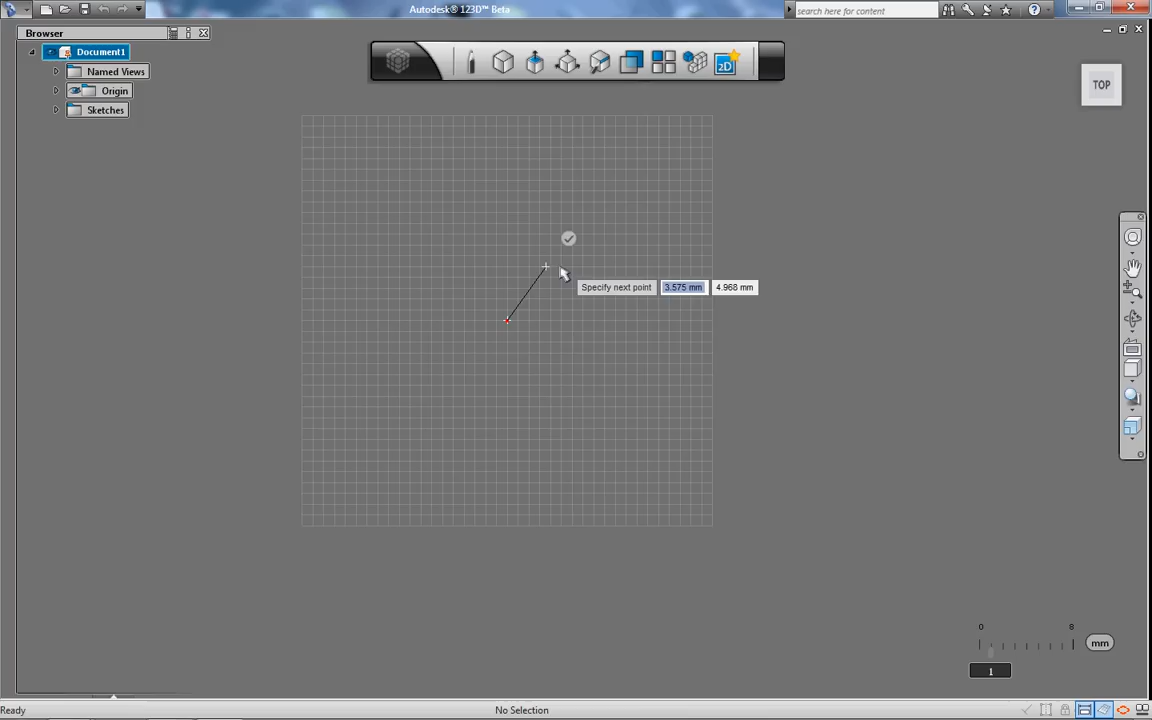 Autodesk® 123D™ Beta
search here for content
Browser
Document1
Named Views
Origin
Sketches
2D
TOP
Specify next point 3.575 mm 4.968 mm
0 8
mm
1
Ready No Selection